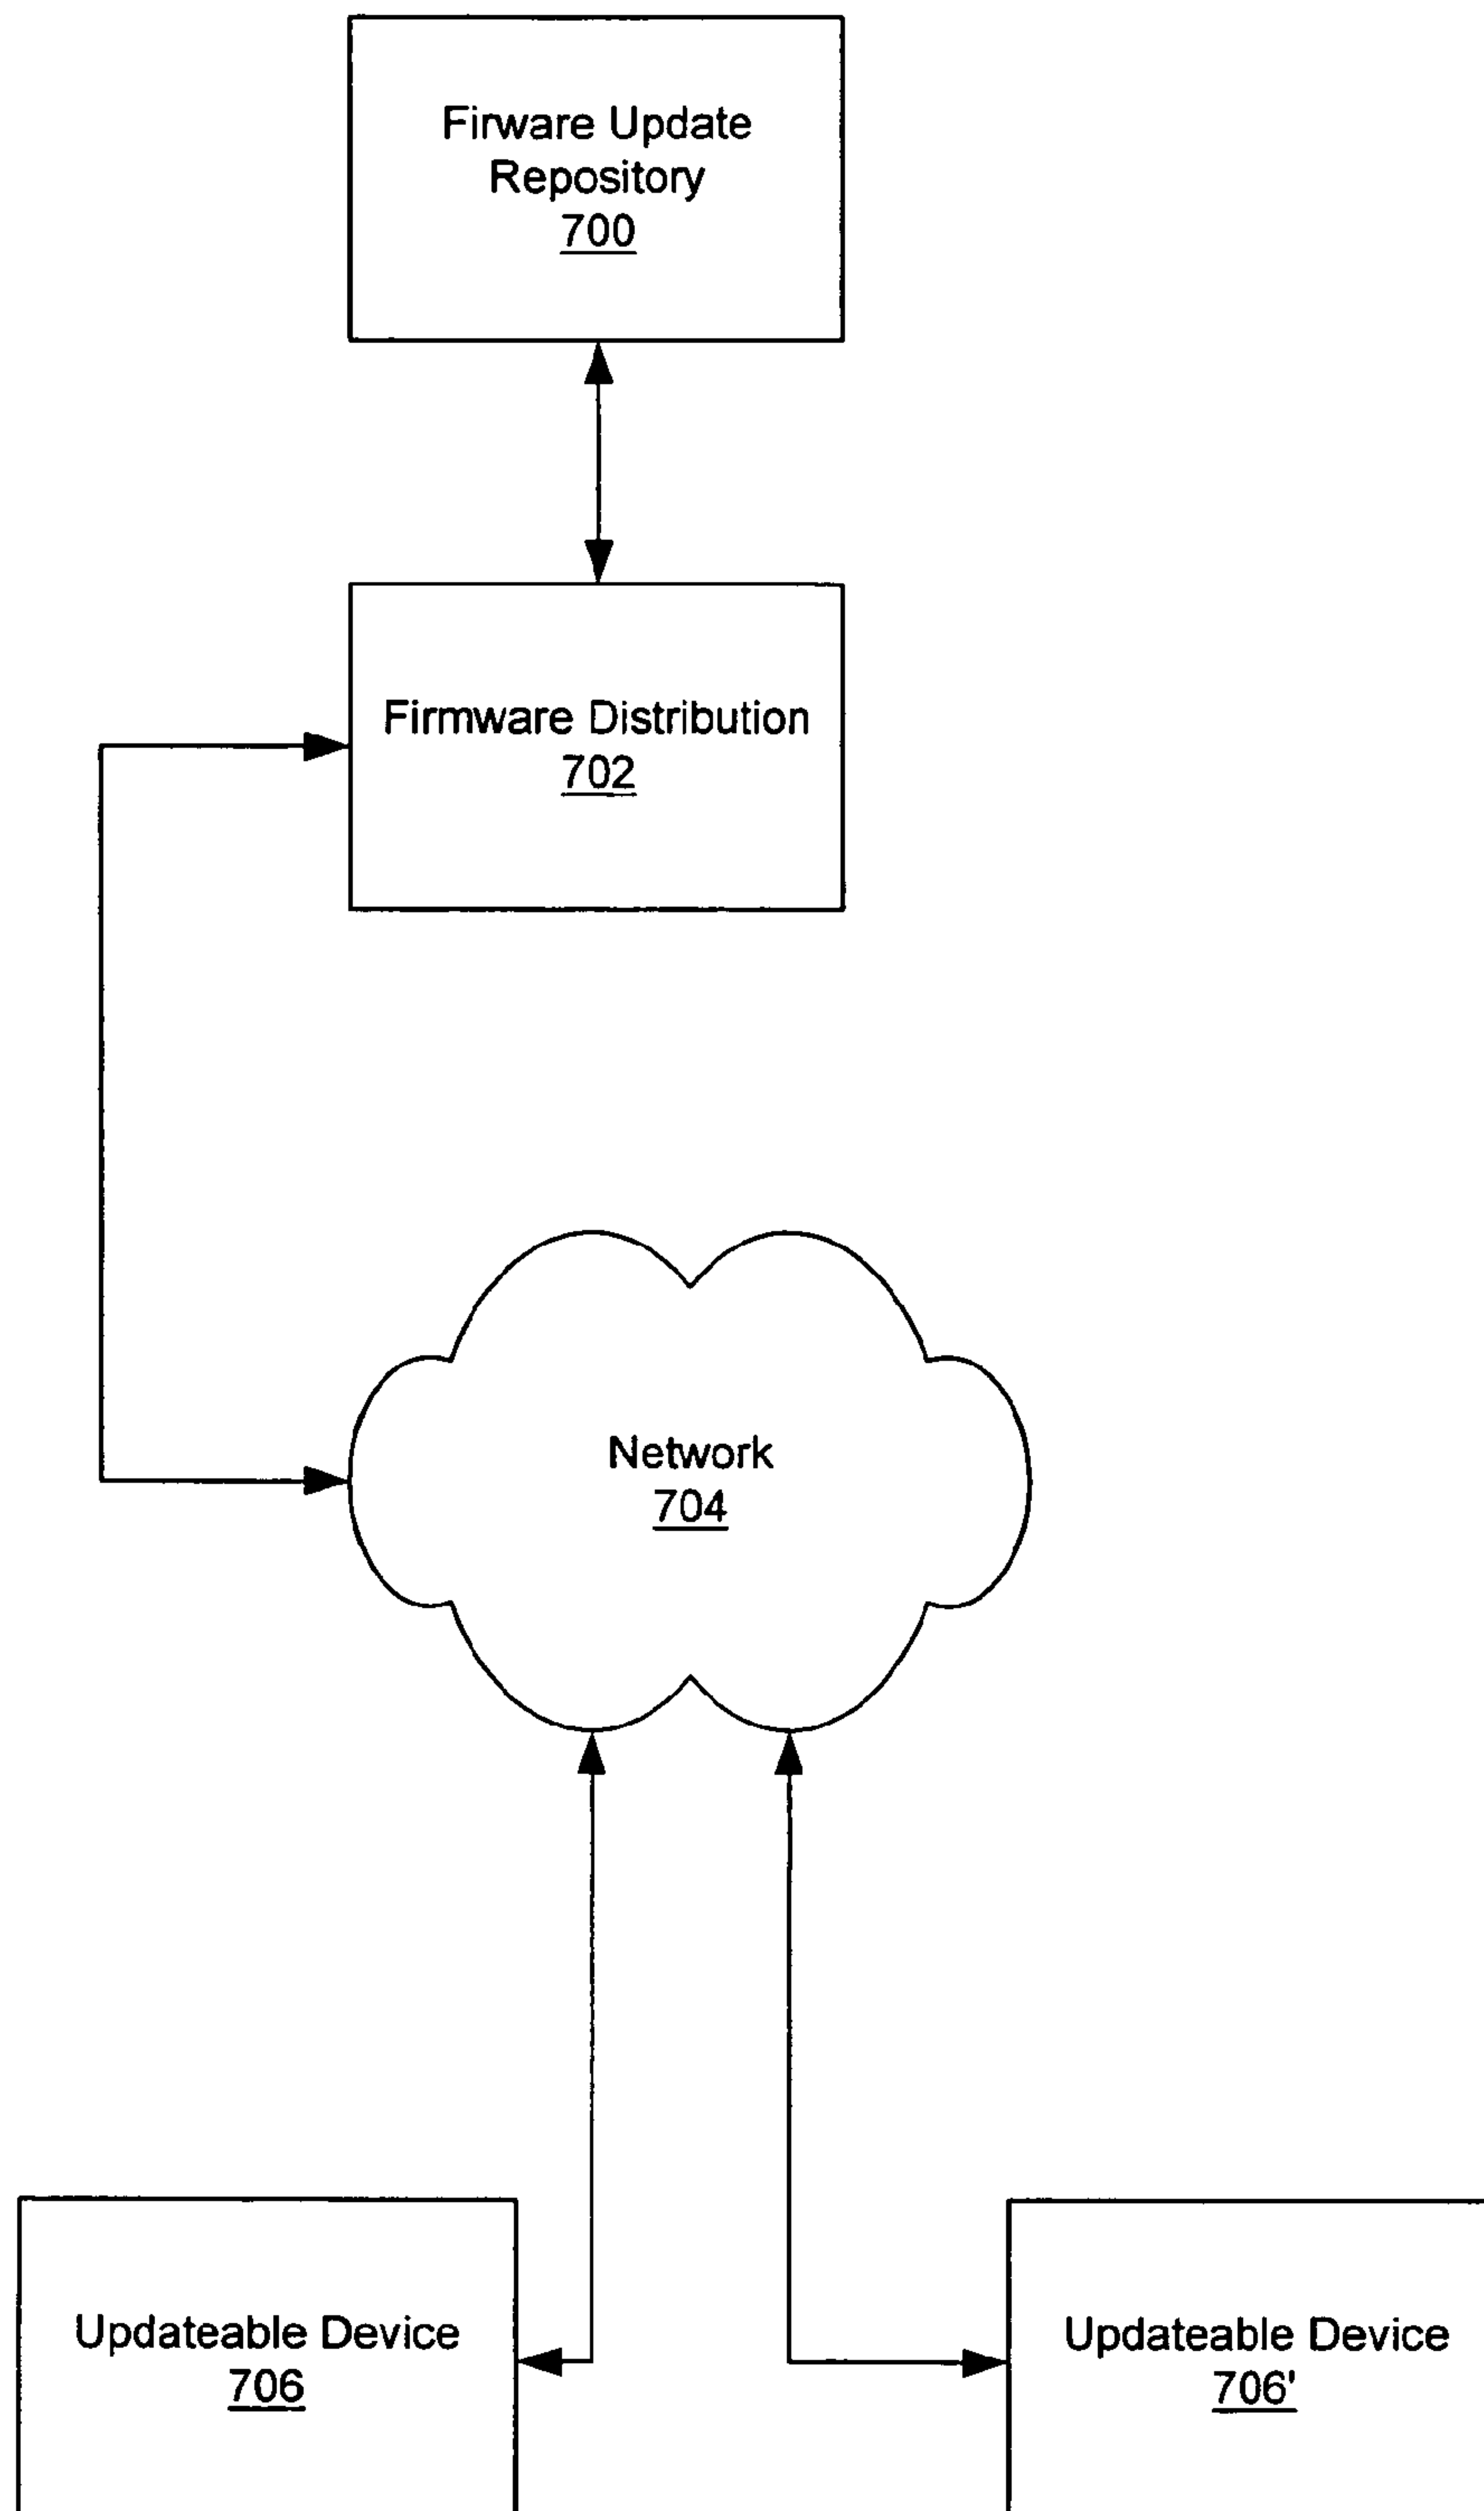 Firware Update
Repository
700
Firmware Distribution
702
Network
704
Updateable Device
706
Updateable Device
706'